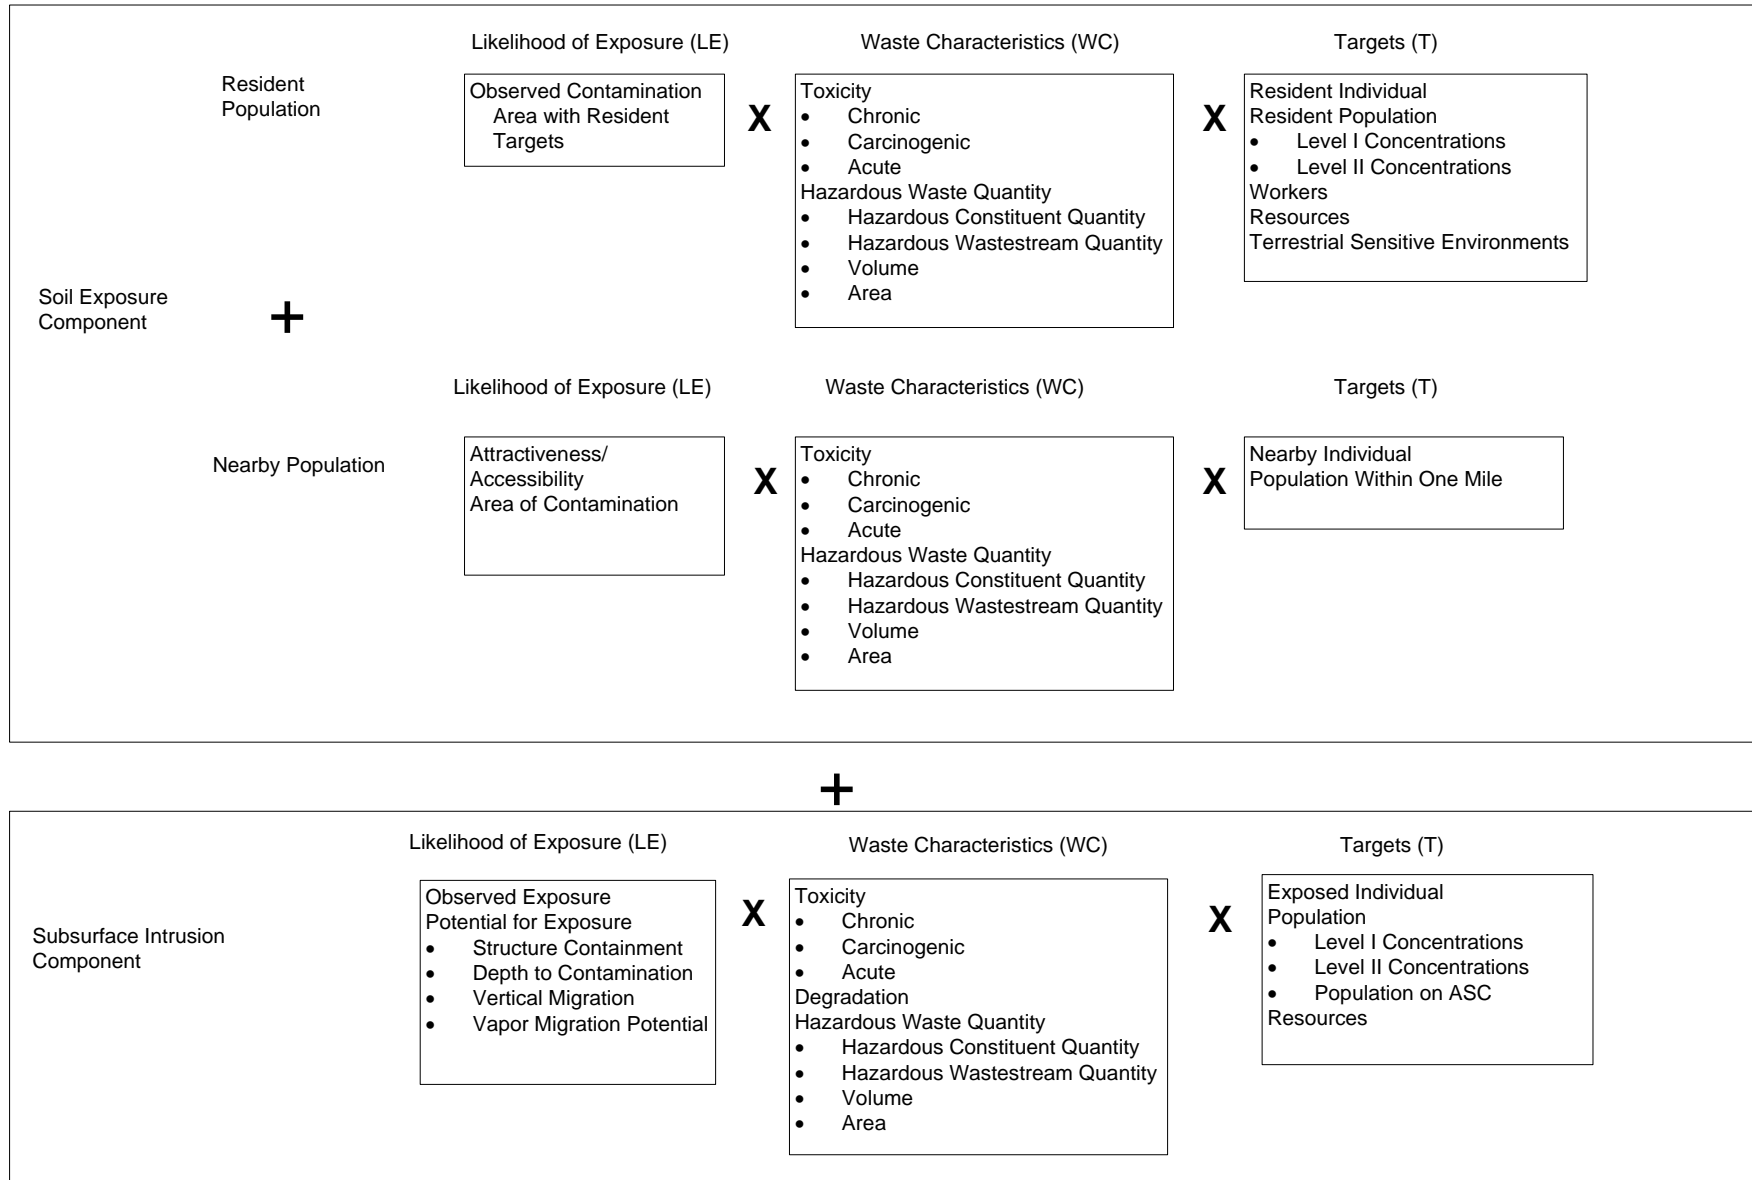 Likelihood of Exposure (LE)
Waste Characteristics (WC)
Targets (T)
Resident
Population
Observed Contamination
Area with Resident
Targets
X
Toxicity
• Chronic
• Carcinogenic
• Acute
Hazardous Waste Quantity
• Hazardous Constituent Quantity
• Hazardous Wastestream Quantity
• Volume
• Area
X
Resident Individual
Resident Population
• Level I Concentrations
• Level II Concentrations
Workers
Resources
Terrestrial Sensitive Environments
Soil Exposure
Component
+
Likelihood of Exposure (LE)
Waste Characteristics (WC)
Targets (T)
Nearby Population
Attractiveness/
Accessibility
Area of Contamination
X
Toxicity
• Chronic
• Carcinogenic
• Acute
Hazardous Waste Quantity
• Hazardous Constituent Quantity
• Hazardous Wastestream Quantity
• Volume
• Area
X
Nearby Individual
Population Within One Mile
+
Likelihood of Exposure (LE)
Waste Characteristics (WC)
Targets (T)
Subsurface Intrusion
Component
Observed Exposure
Potential for Exposure
• Structure Containment
• Depth to Contamination
• Vertical Migration
• Vapor Migration Potential
X
Toxicity
• Chronic
• Carcinogenic
• Acute
Degradation
Hazardous Waste Quantity
• Hazardous Constituent Quantity
• Hazardous Wastestream Quantity
• Volume
• Area
X
Exposed Individual
Population
• Level I Concentrations
• Level II Concentrations
• Population on ASC
Resources